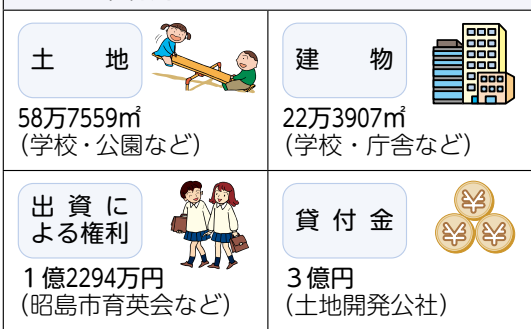 土地
58万7559㎡
(学校・公園など)
建物
22万3907㎡
(学校・庁舎など)
出資に
よる権利
1億2294万円
(昭島市育英会など)
貸付金
3億円
(土地開発公社)